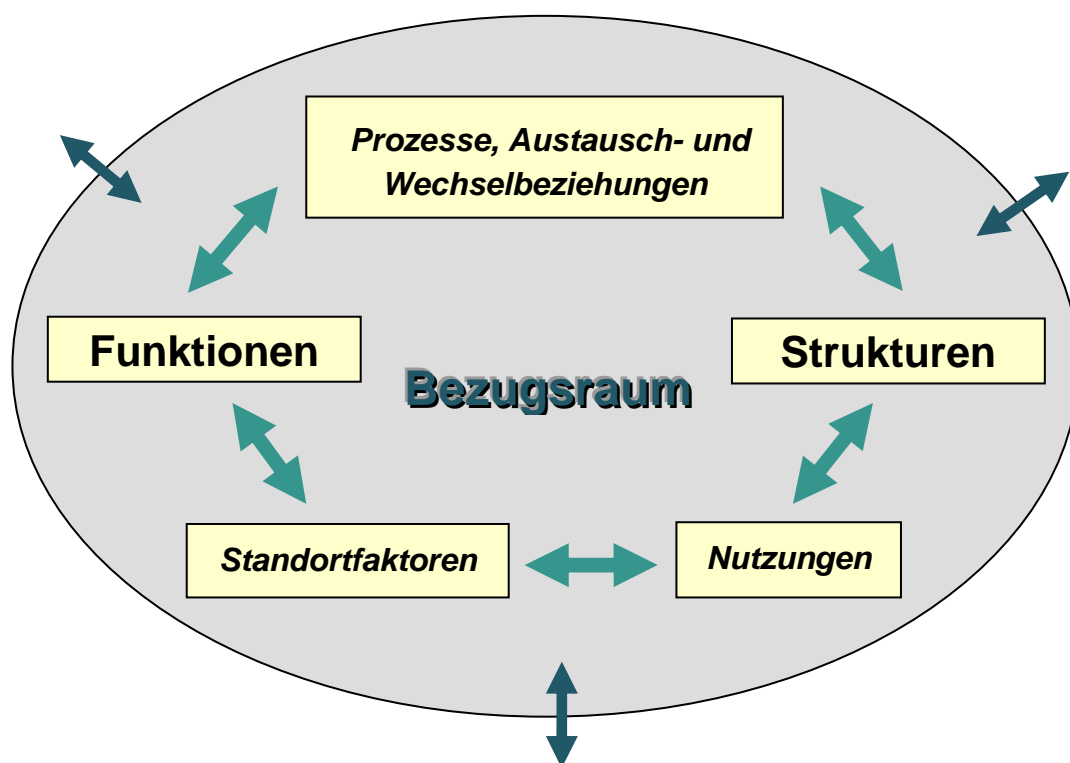 Prozesse, Austausch- und
Wechselbeziehungen
Funktionen
Strukturen
Bezugsraum
Standortfaktoren
Nutzungen